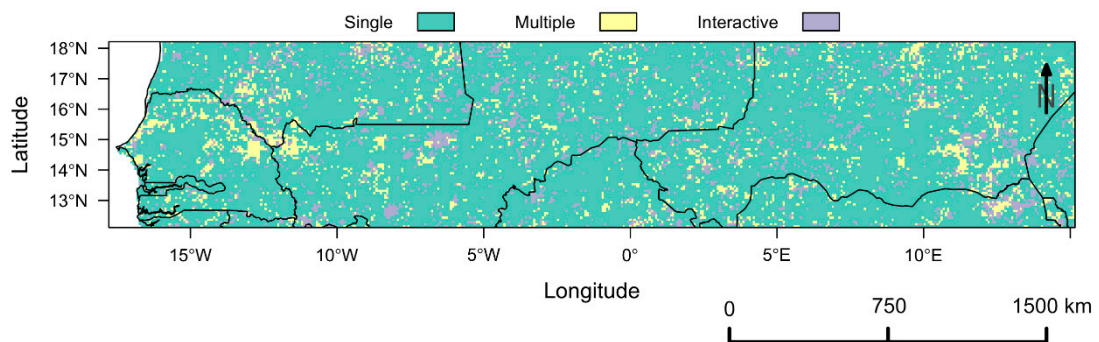 Single Multiple Interactive
18°N
17°N
16°N
15°N
14°N
13°N
Latitude
N
15°W 10°W 5°W 0° 5°E 10°E
Longitude
0 750 1500 km